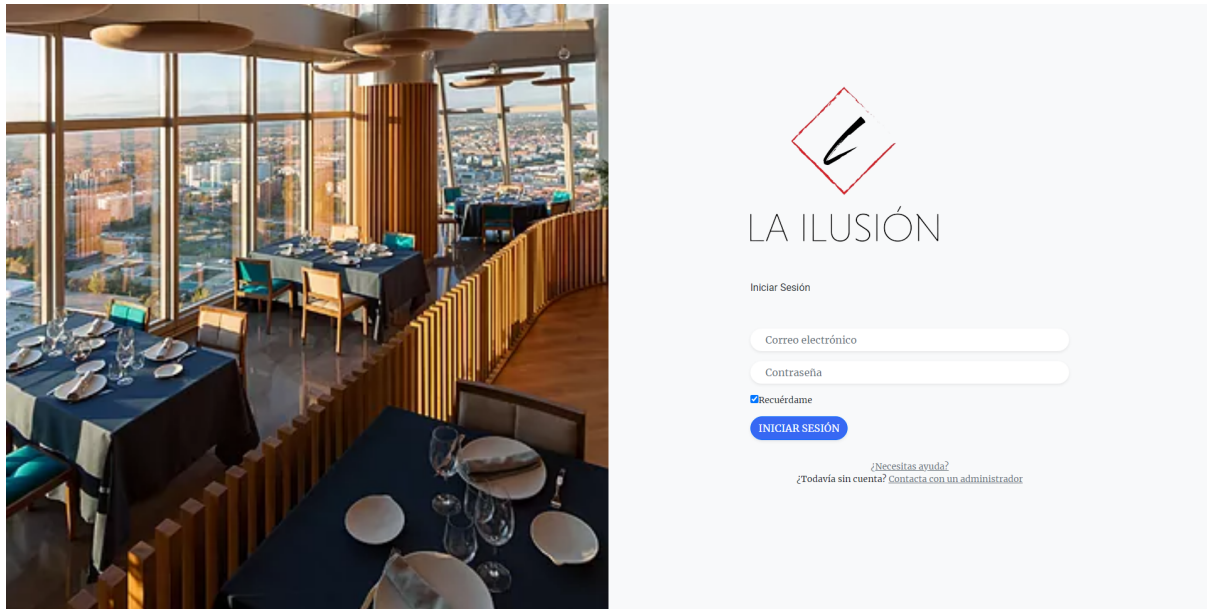 LA ILUSIÓN
Iniciar Sesión
Correo electrónico
Contraseña
Recuérdame
INICIAR SESIÓN
¿Necesitas ayuda?
¿Todavía sin cuenta? Contacta con un administrador